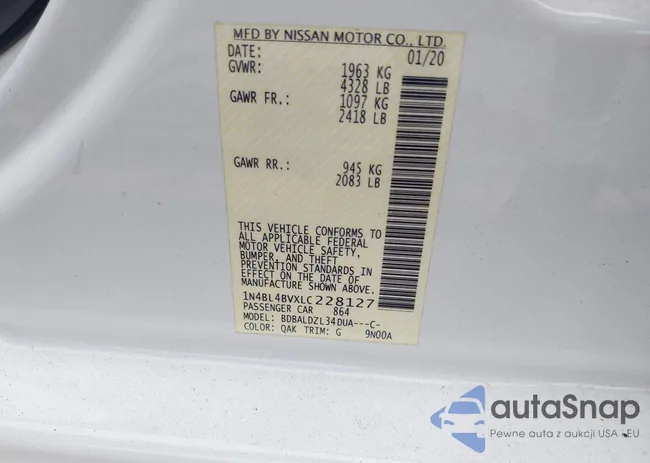 MFD BY NISSAN MOTOR CO., LTD.
DATE: 01/20
GVWR: 1963 KG
4328 LB
GAWR FR.: 1097 KG
2418 LB
GAWR RR.: 945 KG
2083 LB
THIS VEHICLE CONFORMS TO
ALL APPLICABLE FEDERAL
MOTOR VEHICLE SAFETY,
BUMPER, AND THEFT
PREVENTION STANDARDS IN
EFFECT ON THE DATE OF
MANUFACTURE SHOWN ABOVE.
1N4BL4BVXLC228127
PASSENGER CAR 864
MODEL: BDBALDZL34DUA---C-
COLOR: QAK TRIM: G 9N00A
autoSnap
Pewne auta z aukcji USA i EU